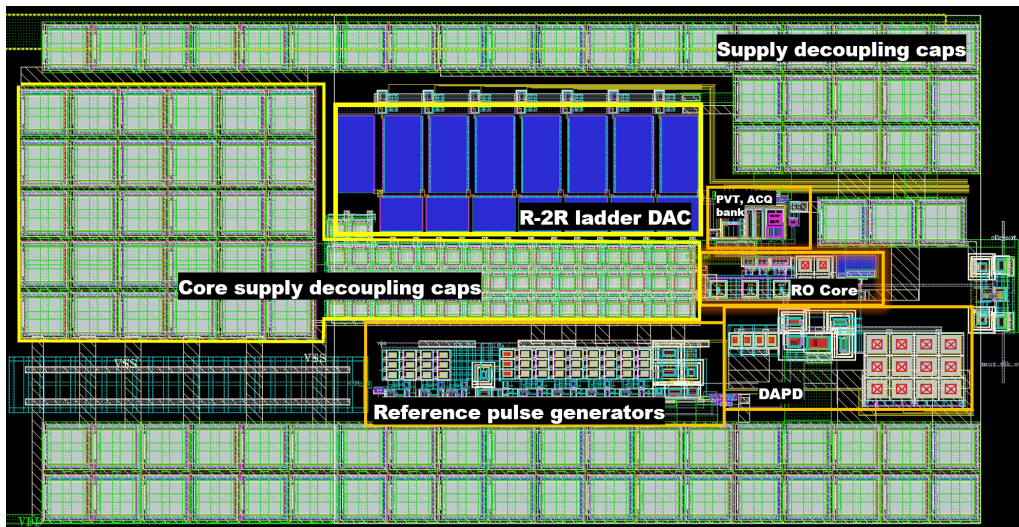 Supply decoupling caps
PVT, ACQ
bank
R-2R ladder DAC
Core supply decoupling caps
RO Core
VSS
VSS
DAPD
Reference pulse generators